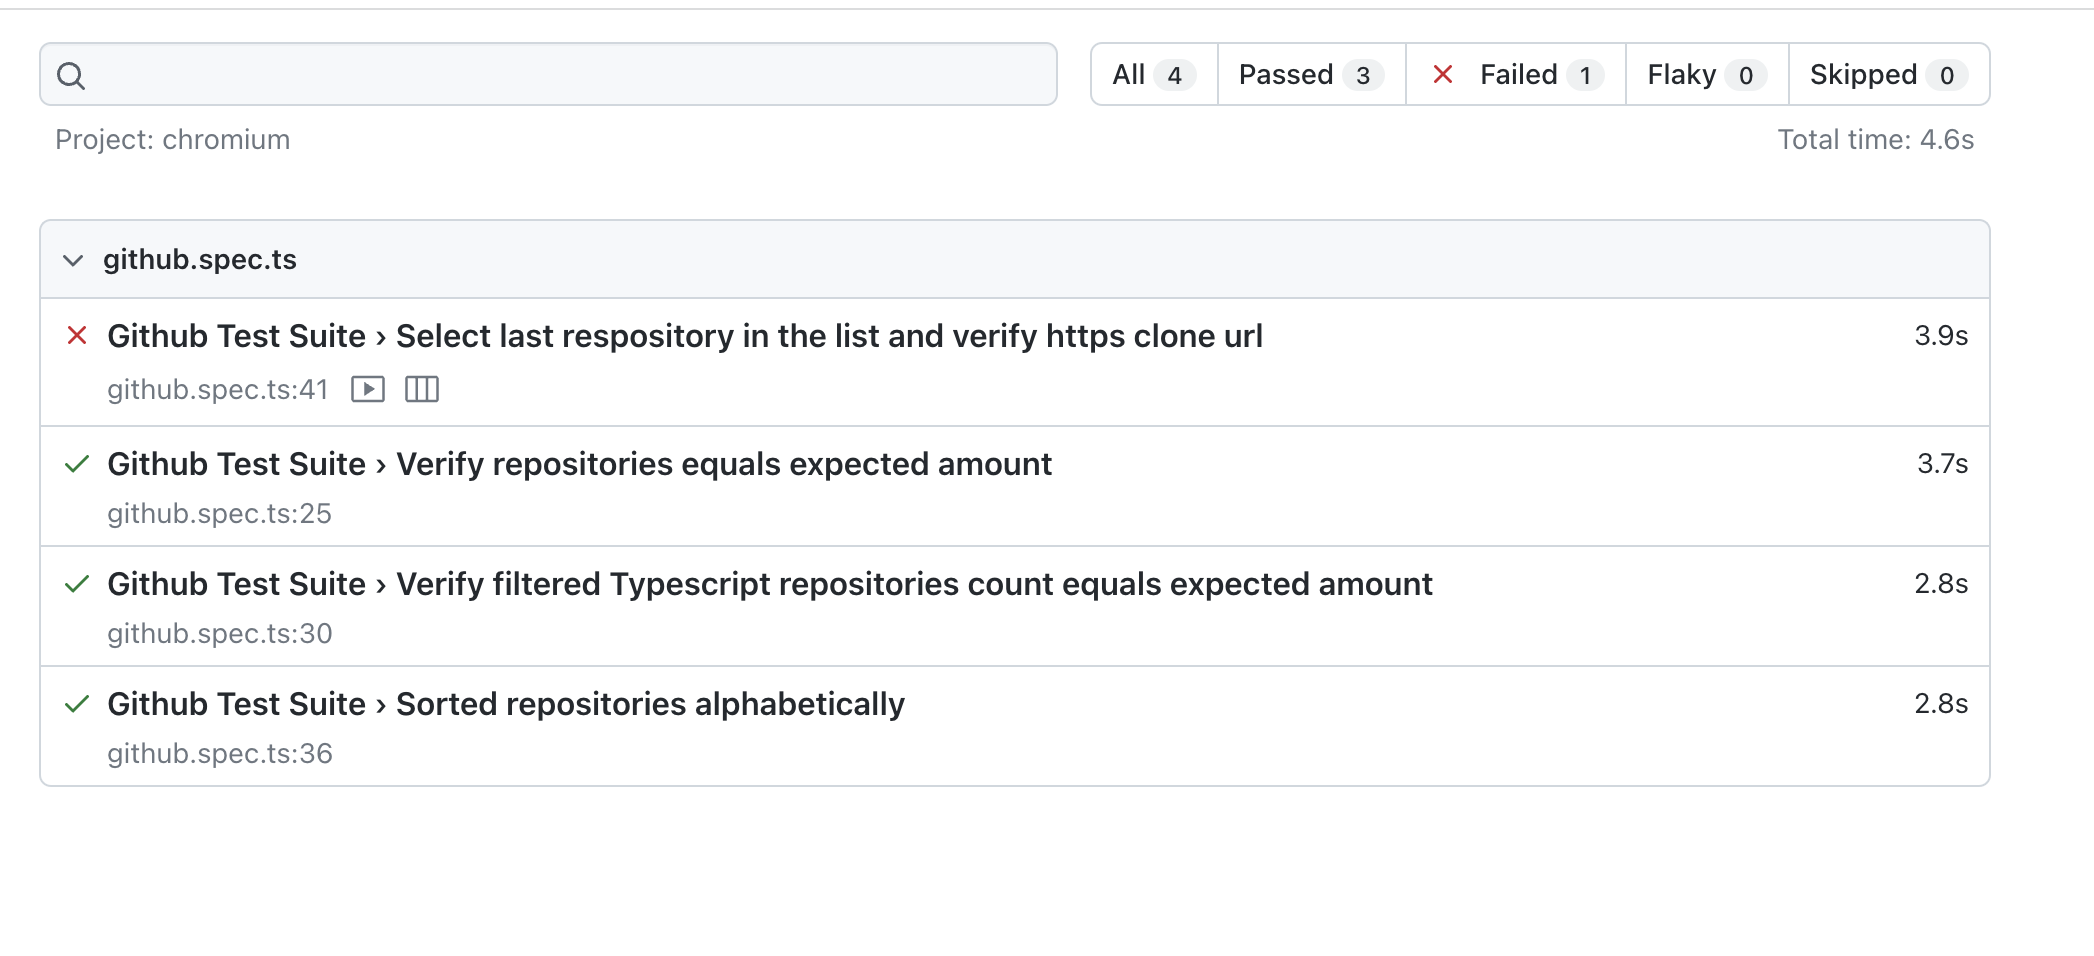 All 4 Passed 3 Failed 1 Flaky 0 Skipped 0
Project: chromium Total time: 4.6s
github.spec.ts
Github Test Suite › Select last respository in the list and verify https clone url 3.9s
github.spec.ts:41
Github Test Suite › Verify repositories equals expected amount 3.7s
github.spec.ts:25
Github Test Suite › Verify filtered Typescript repositories count equals expected amount 2.8s
github.spec.ts:30
Github Test Suite › Sorted repositories alphabetically 2.8s
github.spec.ts:36